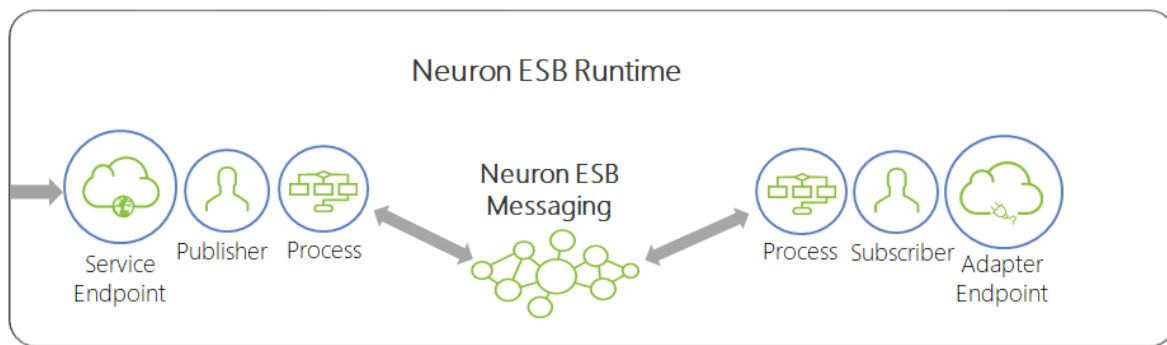 Neuron ESB Runtime
Neuron ESB
Messaging
Service
Endpoint
Publisher
Process
Process
Subscriber
Adapter
Endpoint